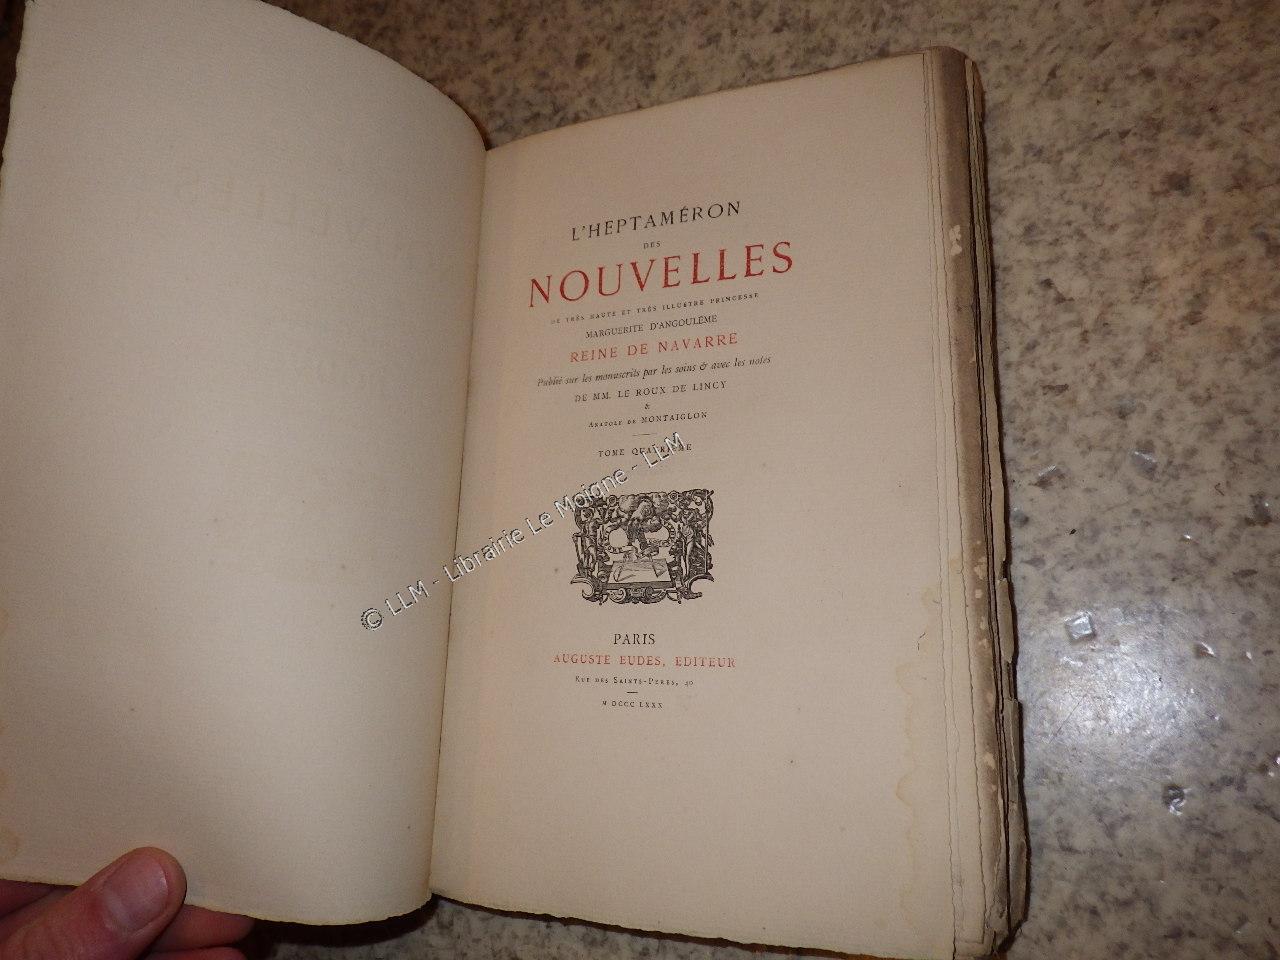 L'HEPTAMÉRON
DES
NOUVELLES
DE TRÈS HAUTE ET TRÈS ILLUSTRE PRINCESSE
MARGUERITE D'ANGOULÊME
REINE DE NAVARRE
Publié sur les manuscrits par les soins & avec les notes
DE MM. LE ROUX DE LINCY
&
ANATOLE DE MONTAIGLON
TOME QUATRIÈME
© LLM - Librairie Le Moigne - LLM
PARIS
AUGUSTE EUDES, EDITEUR
RUE DES SAINTS-PERES, 40
M DCCC LXXX